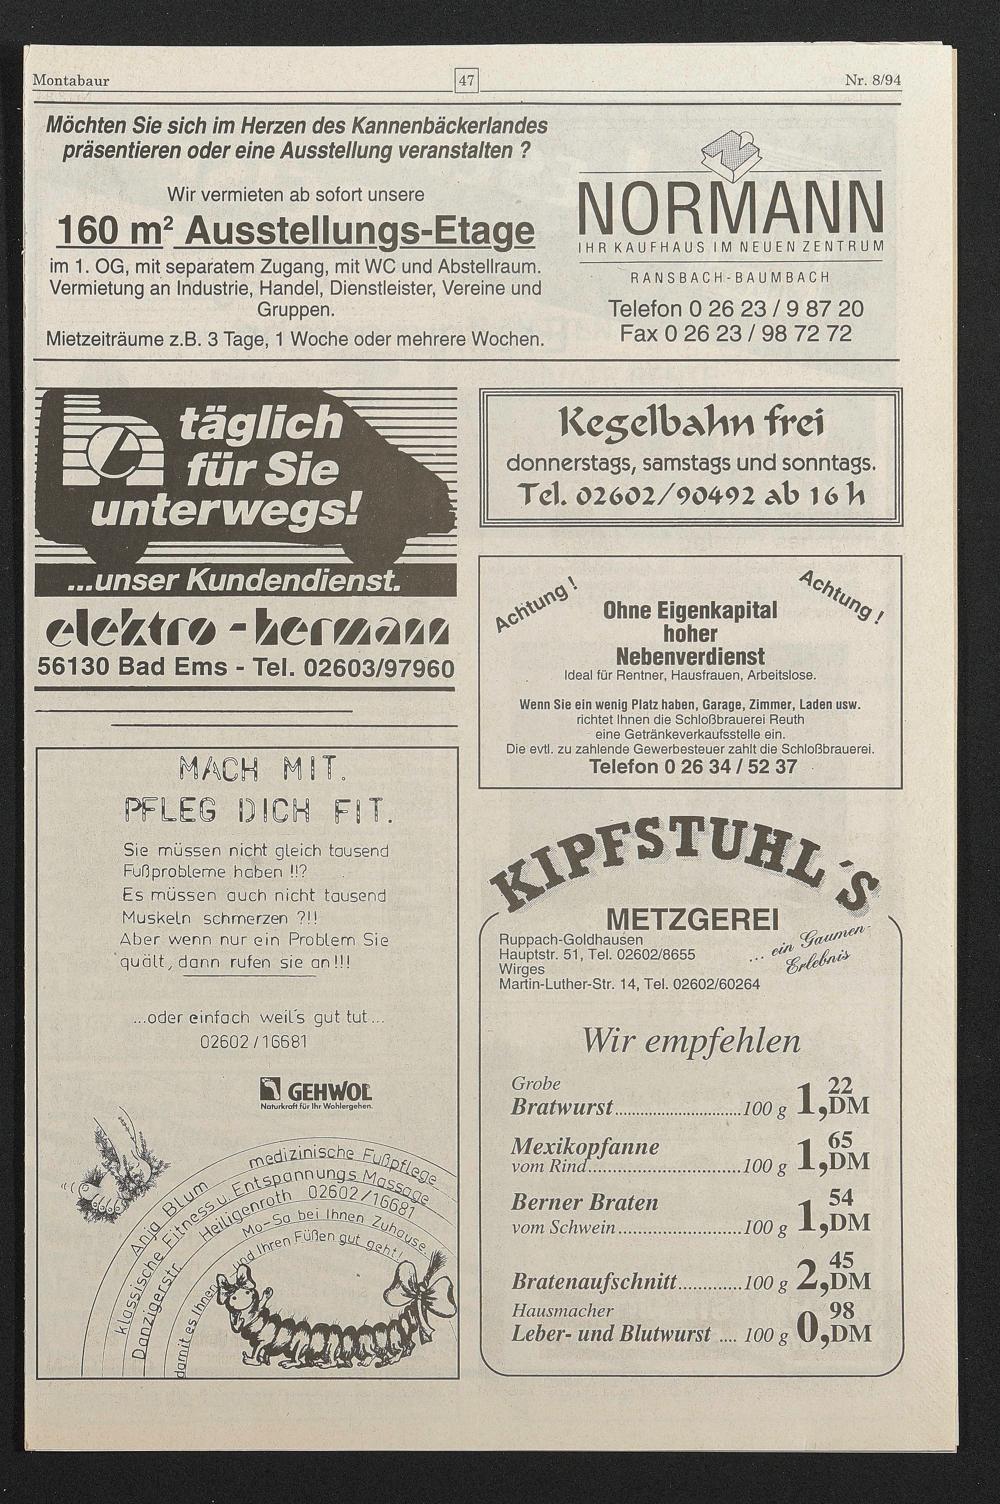 Montabaur
47
Nr. 8/94
Möchten Sie sich im Herzen des Kannenbäckerlandes
präsentieren oder eine Ausstellung veranstalten ?
Wir vermieten ab sofort unsere
160 m² Ausstellungs-Etage
im 1. OG, mit separatem Zugang, mit WC und Abstellraum.
Vermietung an Industrie, Handel, Dienstleister, Vereine und
Gruppen.
Mietzeiträume z.B. 3 Tage, 1 Woche oder mehrere Wochen.
NORMANN
IHR KAUFHAUS IM NEUEN ZENTRUM
RANSBACH-BAUMBACH
Telefon 0 26 23 / 9 87 20
Fax 0 26 23 / 98 72 72
täglich
für Sie
unterwegs!
...unser Kundendienst.
elektro - hermann
56130 Bad Ems - Tel. 02603/97960
Kegelbahn frei
donnerstags, samstags und sonntags.
Tel. 02602/90492 ab 16 h
Achtung !
Achtung !
Ohne Eigenkapital
hoher
Nebenverdienst
Ideal für Rentner, Hausfrauen, Arbeitslose.
Wenn Sie ein wenig Platz haben, Garage, Zimmer, Laden usw.
richtet Ihnen die Schloßbrauerei Reuth
eine Getränkeverkaufsstelle ein.
Die evtl. zu zahlende Gewerbesteuer zahlt die Schloßbrauerei.
Telefon 0 26 34 / 52 37
MACH MIT.
PFLEG DICH FIT.
Sie müssen nicht gleich tausend
Fußprobleme haben !!?
Es müssen auch nicht tausend
Muskeln schmerzen ?!!
Aber wenn nur ein Problem Sie
quält, dann rufen sie an!!!
...oder einfach weil's gut tut...
02602/16681
GEHWOL
Naturkraft für Ihr Wohlergehen.
medizinische Fußpflege
Anja Blum
klassische Fitness u. Entspannungs Massage
Danzigerstr. Heiligenroth 02602/16681
Mo-Sa bei Ihnen Zuhause.
damit es Ihnen und Ihren Füßen gut geht!
KIPFSTUHL´S
METZGEREI
Ruppach-Goldhausen
Hauptstr. 51, Tel. 02602/8655
Wirges
Martin-Luther-Str. 14, Tel. 02602/60264
... ein Gaumen-
Erlebnis
Wir empfehlen
Grobe
Bratwurst..............................100 g 1,22 DM
Mexikopfanne
vom Rind.....................................100 g 1,65 DM
Berner Braten
vom Schwein..............................100 g 1,54 DM
Bratenaufschnitt...............100 g 2,45 DM
Hausmacher
Leber- und Blutwurst .... 100 g 0,98 DM